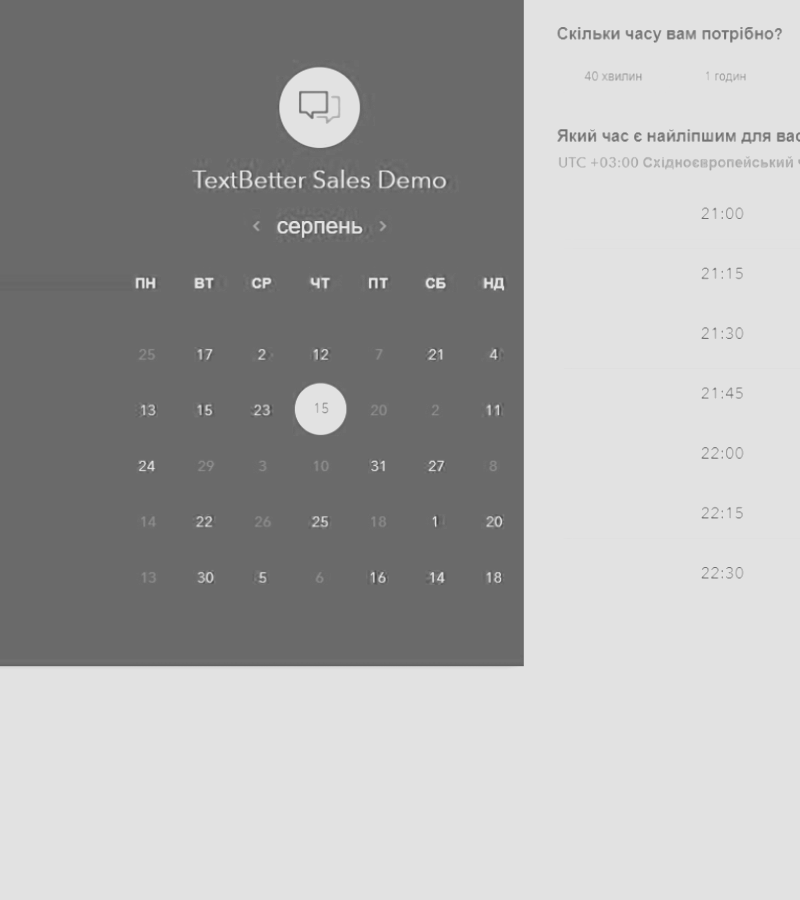 TextBetter Sales Demo
серпень
ПН ВТ СР ЧТ ПТ СБ НД
25 17 2 12 7 21 4
13 15 23 15 20 2 11
24 29 3 10 31 27 8
14 22 26 25 18 1 20
13 30 5 6 16 14 18
Скільки часу вам потрібно?
40 хвилин 1 годин
Який час є найліпшим для вас
UTC +03:00 Східноєвропейський
21:00
21:15
21:30
21:45
22:00
22:15
22:30